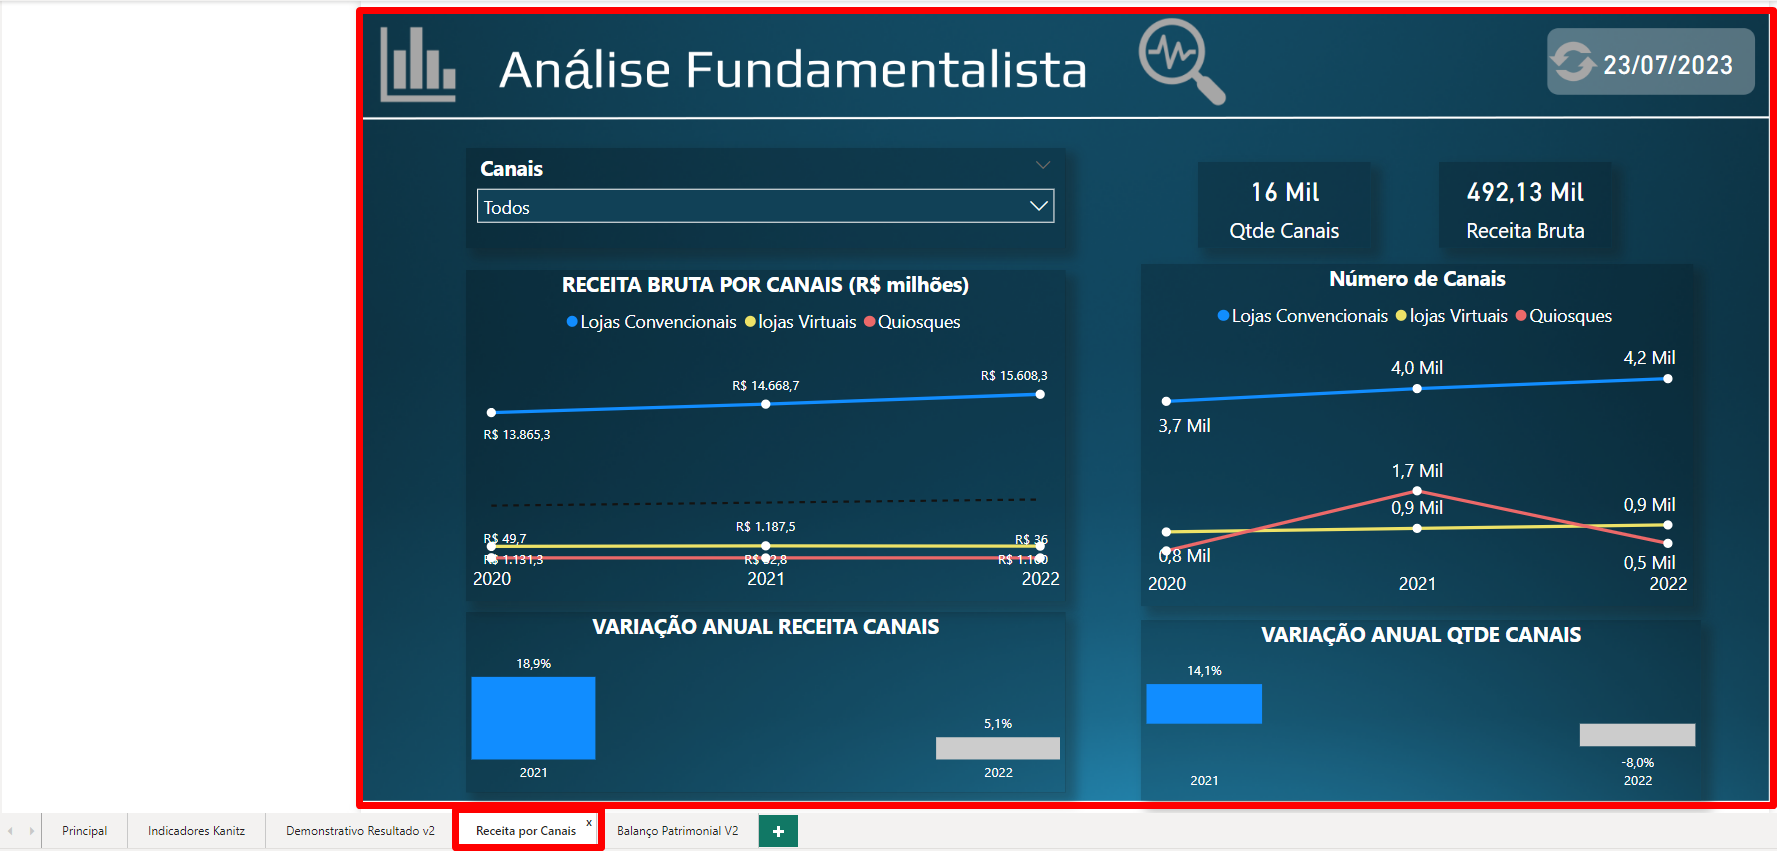 Análise Fundamentalista
23/07/2023
Canais
Todos
16 Mil
Qtde Canais
492,13 Mil
Receita Bruta
RECEITA BRUTA POR CANAIS (R$ milhões)
Lojas Convencionais lojas Virtuais Quiosques
R$ 13.865,3
R$ 14.668,7
R$ 15.608,3
R$ 49,7
R$ 1.187,5
R$ 36
R$ 1.131,3
2020
2021
2022
Número de Canais
Lojas Convencionais lojas Virtuais Quiosques
3,7 Mil
4,0 Mil
4,2 Mil
1,7 Mil
0,9 Mil
0,9 Mil
0,8 Mil
0,5 Mil
2020
2021
2022
VARIAÇÃO ANUAL RECEITA CANAIS
18,9%
5,1%
2021
2022
VARIAÇÃO ANUAL QTDE CANAIS
14,1%
-8,0%
2021
2022
Principal
Indicadores Kanitz
Demonstrativo Resultado v2
Receita por Canais
x
Balanço Patrimonial V2
+